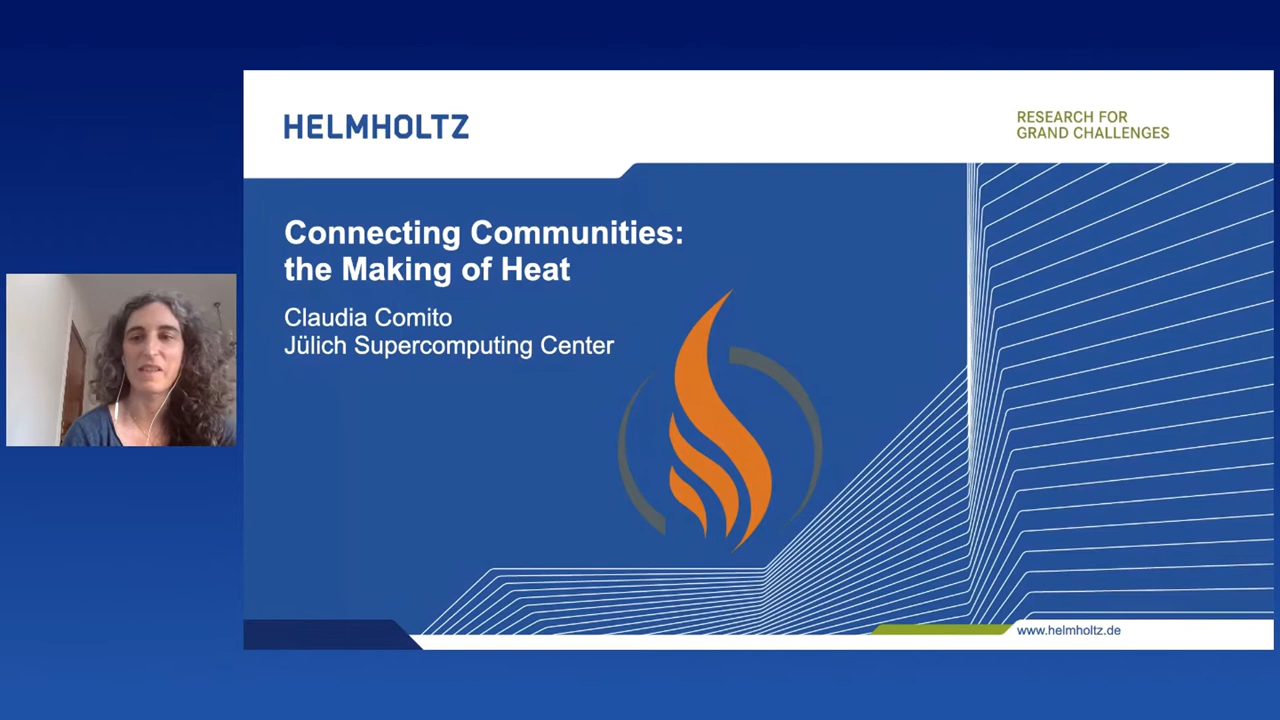 HELMHOLTZ
RESEARCH FOR
GRAND CHALLENGES
Connecting Communities:
the Making of Heat
Claudia Comito
Jülich Supercomputing Center
www.helmholtz.de